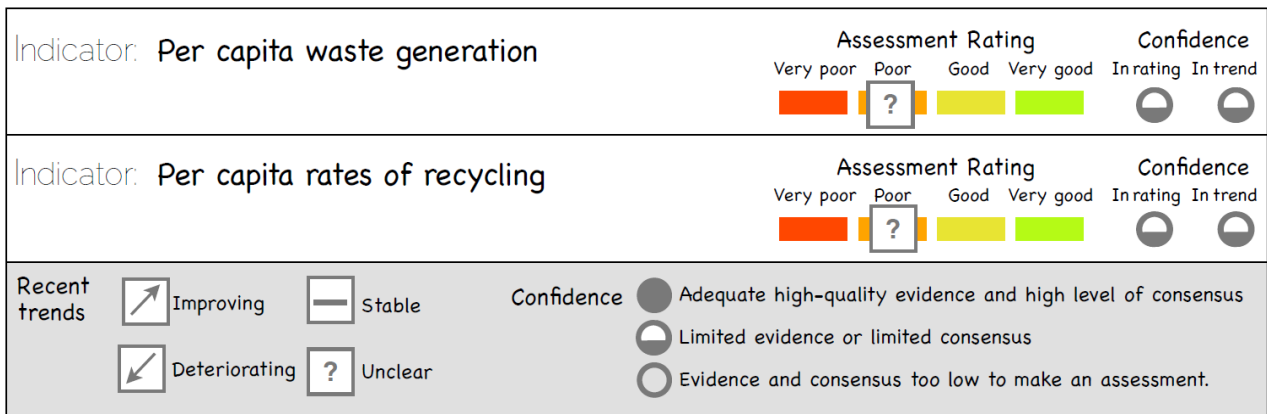 Indicator: Per capita waste generation
Assessment Rating
Confidence
Very poor Poor Good Very good In rating In trend
?
Indicator: Per capita rates of recycling
Assessment Rating
Confidence
Very poor Poor Good Very good In rating In trend
?
Recent trends
Improving
Stable
Deteriorating
? Unclear
Confidence
Adequate high-quality evidence and high level of consensus
Limited evidence or limited consensus
Evidence and consensus too low to make an assessment.